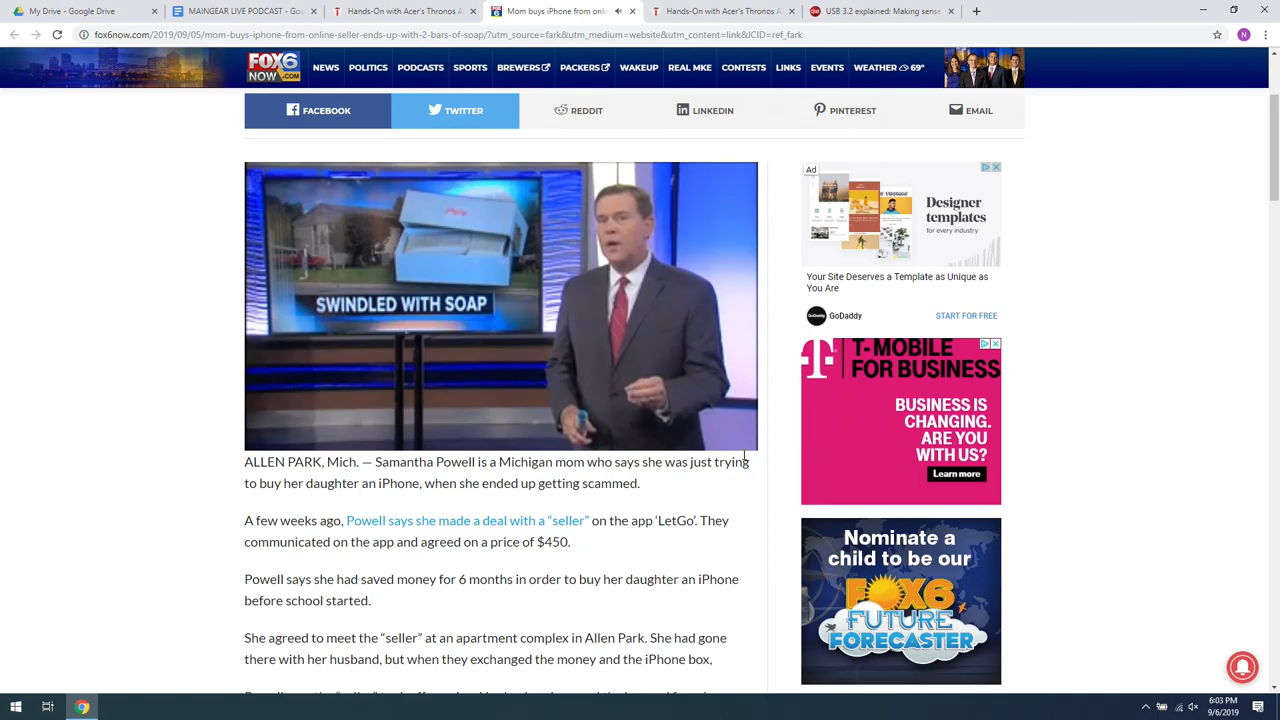 My Drive - Google Drive
MAINGEAR LIVE PODCAST - Goo
Hands-On with Acer's Thronos A
Mom buys iPhone from onli
Hands-On with Acer's Thronos As
USB 3.2 explained: Making sense
fox6now.com/2019/09/05/mom-buys-iphone-from-online-seller-ends-up-with-2-bars-of-soap/?utm_source=fark&utm_medium=website&utm_content=link&ICID=ref_fark
N
FOX6 NOW.COM
NEWS POLITICS PODCASTS SPORTS BREWERS PACKERS WAKEUP REAL MKE CONTESTS LINKS EVENTS WEATHER 69°
FACEBOOK TWITTER REDDIT LINKEDIN PINTEREST EMAIL
SWINDLED WITH SOAP
ALLEN PARK, Mich. — Samantha Powell is a Michigan mom who says she was just trying
to buy her daughter an iPhone, when she ended up getting scammed.
A few weeks ago, Powell says she made a deal with a “seller” on the app ‘LetGo’. They
communicated on the app and agreed on a price of $450.
Powell says she had saved money for 6 months in order to buy her daughter an iPhone
before school started.
She agreed to meet the “seller” at an apartment complex in Allen Park. She had gone
there with her husband, but when they exchanged the money and the iPhone box,
Ad
Designer
templates
for every industry
Your Site Deserves a Template as Unique as
You Are
GoDaddy
START FOR FREE
T-MOBILE
FOR BUSINESS
BUSINESS IS
CHANGING.
ARE YOU
WITH US?
Learn more
Nominate a
child to be our
FOX6
FUTURE
FORECASTER
6:03 PM
9/6/2019